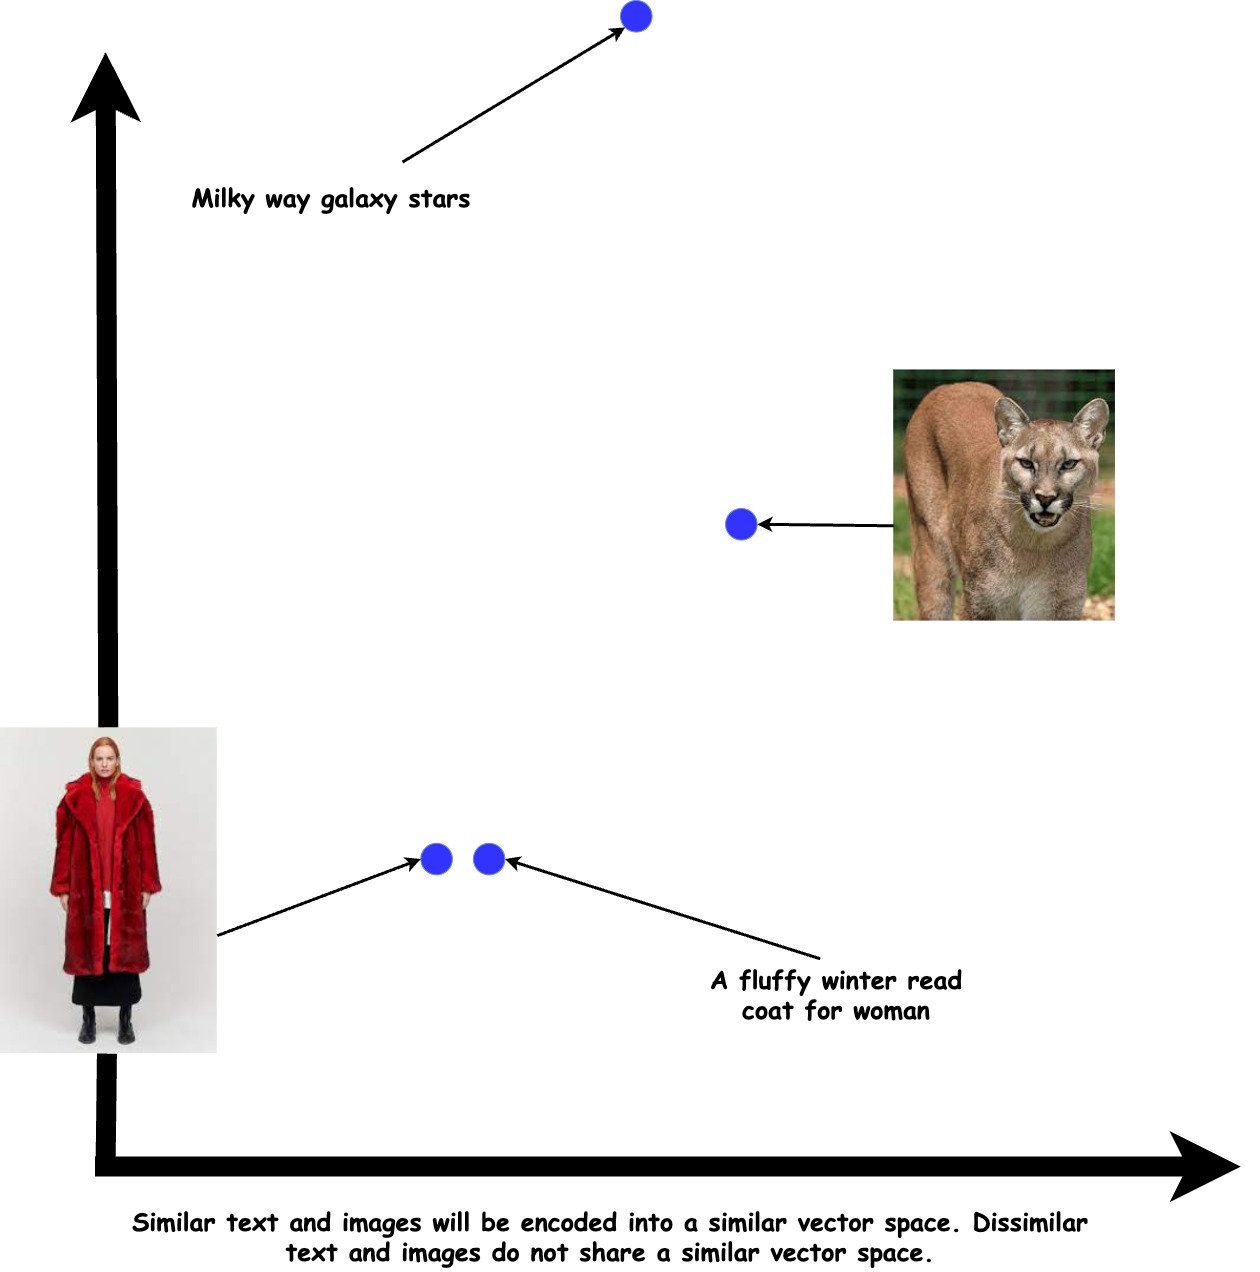 Milky way galaxy stars
A fluffy winter read
coat for woman
Similar text and images will be encoded into a similar vector space. Dissimilar
text and images do not share a similar vector space.